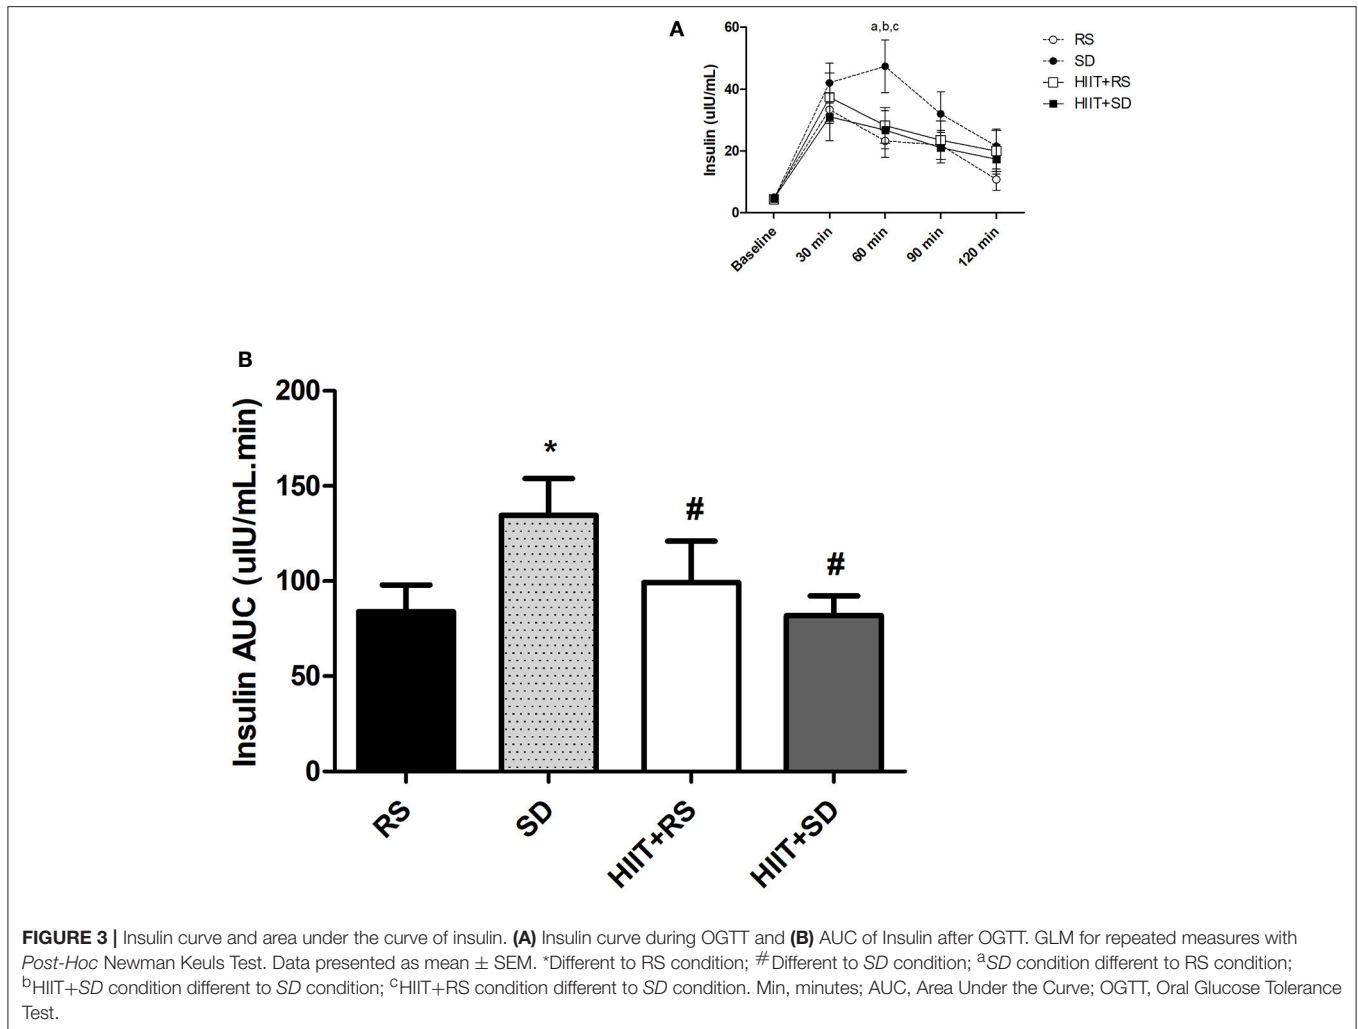 A
60
40
20
0
Insulin (uIU/mL)
a,b,c
Baseline
30 min
60 min
90 min
120 min
RS
SD
HIIT+RS
HIIT+SD
B
200
150
100
50
0
Insulin AUC (uIU/mL.min)
*
#
#
RS
SD
HIIT+RS
HIIT+SD
FIGURE 3 | Insulin curve and area under the curve of insulin. (A) Insulin curve during OGTT and (B) AUC of Insulin after OGTT. GLM for repeated measures with
Post-Hoc Newman Keuls Test. Data presented as mean ± SEM. *Different to RS condition; #Different to SD condition; aSD condition different to RS condition;
bHIIT+SD condition different to SD condition; cHIIT+RS condition different to SD condition. Min, minutes; AUC, Area Under the Curve; OGTT, Oral Glucose Tolerance
Test.